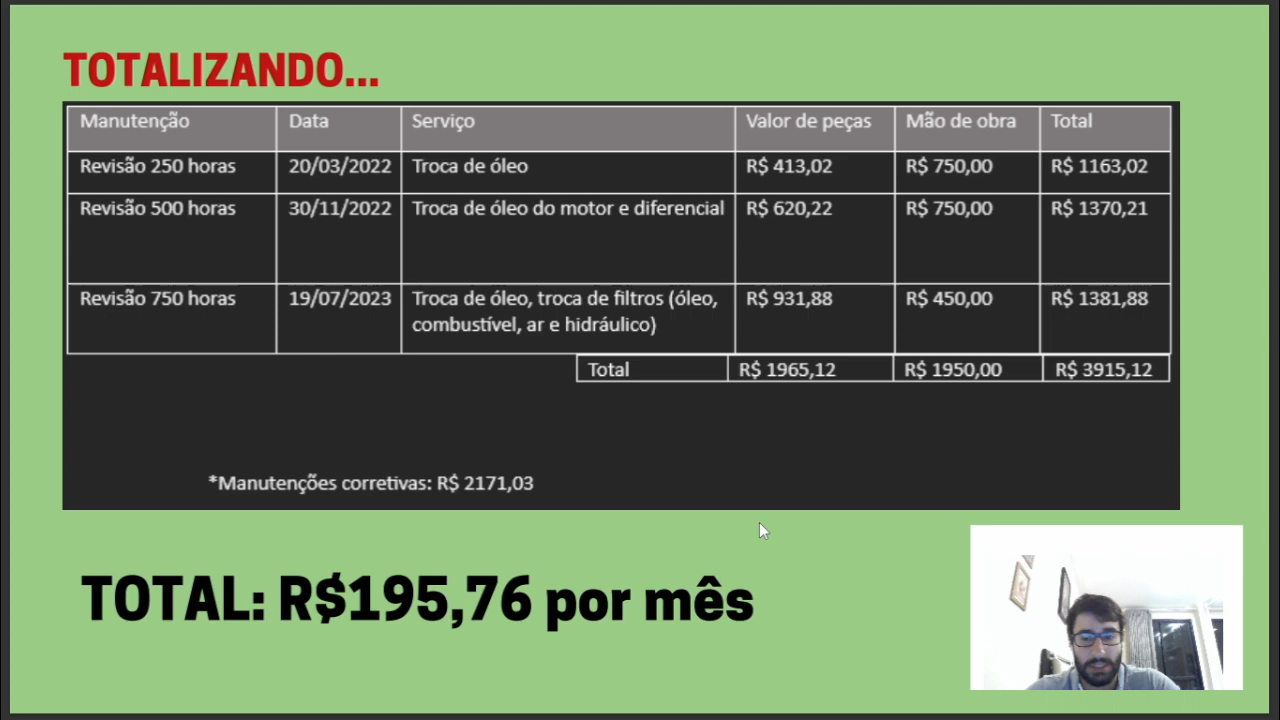 TOTALIZANDO...
Manutenção Data Serviço Valor de peças Mão de obra Total
Revisão 250 horas 20/03/2022 Troca de óleo R$ 413,02 R$ 750,00 R$ 1163,02
Revisão 500 horas 30/11/2022 Troca de óleo do motor e diferencial R$ 620,22 R$ 750,00 R$ 1370,21
Revisão 750 horas 19/07/2023 Troca de óleo, troca de filtros (óleo, R$ 931,88 R$ 450,00 R$ 1381,88
combustível, ar e hidráulico)
Total R$ 1965,12 R$ 1950,00 R$ 3915,12
*Manutenções corretivas: R$ 2171,03
TOTAL: R$195,76 por mês